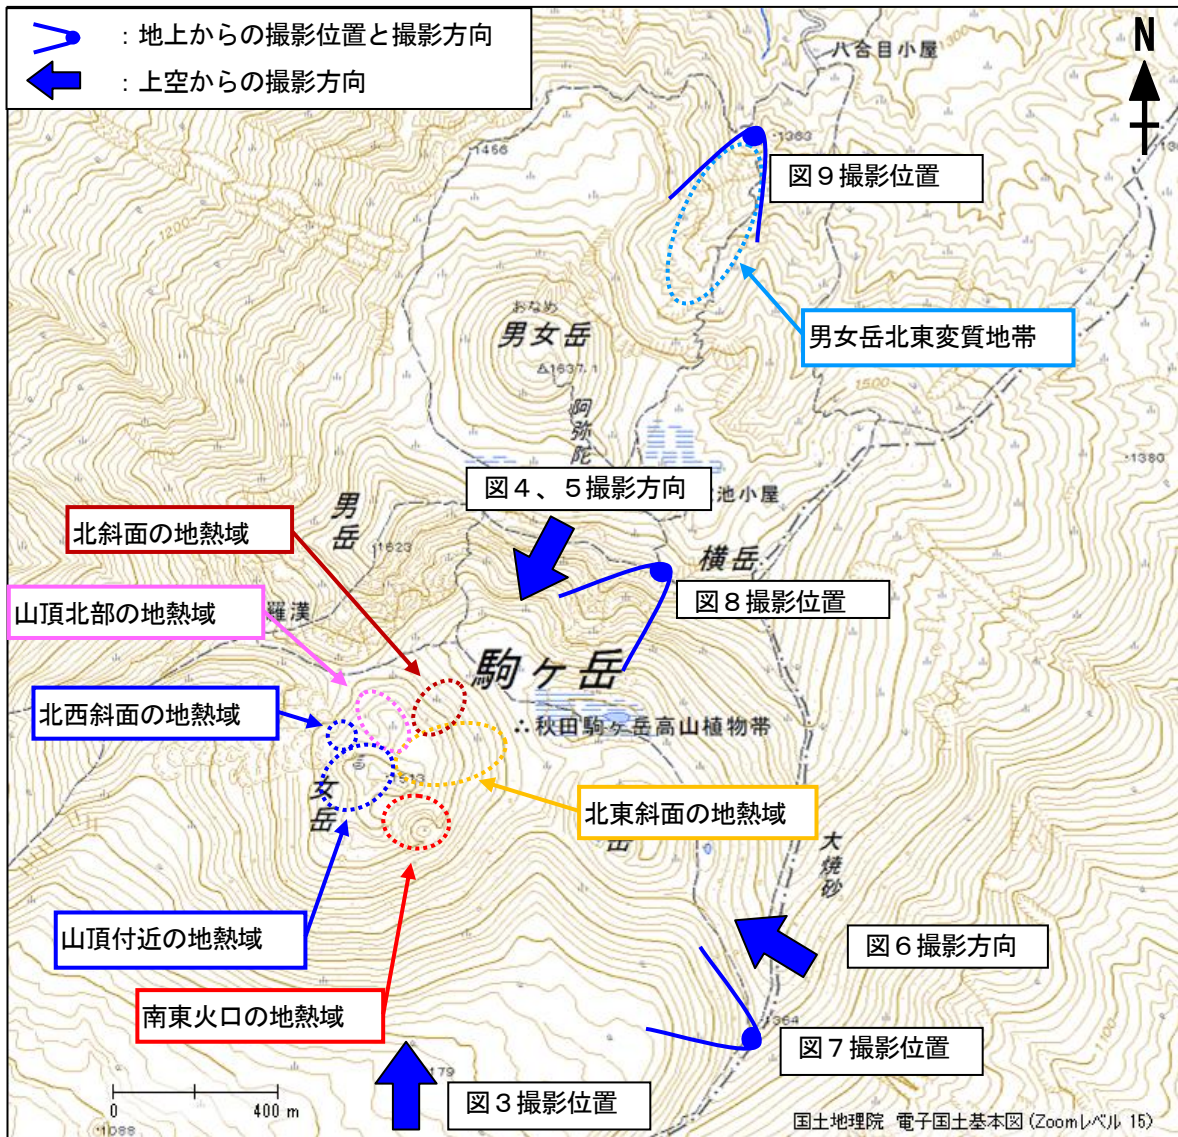 ：地上からの撮影位置と撮影方向
：上空からの撮影方向
N
八合目小屋
1300
1363
1456
図９撮影位置
1200
おなめ
男女岳
1637.1
男女岳北東変質地帯
1500
阿弥陀
1380
図４、５撮影方向
池小屋
男岳
北斜面の地熱域
1623
横岳
図８撮影位置
山頂北部の地熱域
羅漢
駒ヶ岳
北西斜面の地熱域
秋田駒ヶ岳高山植物帯
1513
女岳
北東斜面の地熱域
岳
大焼砂
山頂付近の地熱域
図６撮影方向
南東火口の地熱域
1364
図７撮影位置
1100
179
図３撮影位置
0 400 m
1088
国土地理院 電子国土基本図 (Zoomレベル 15)